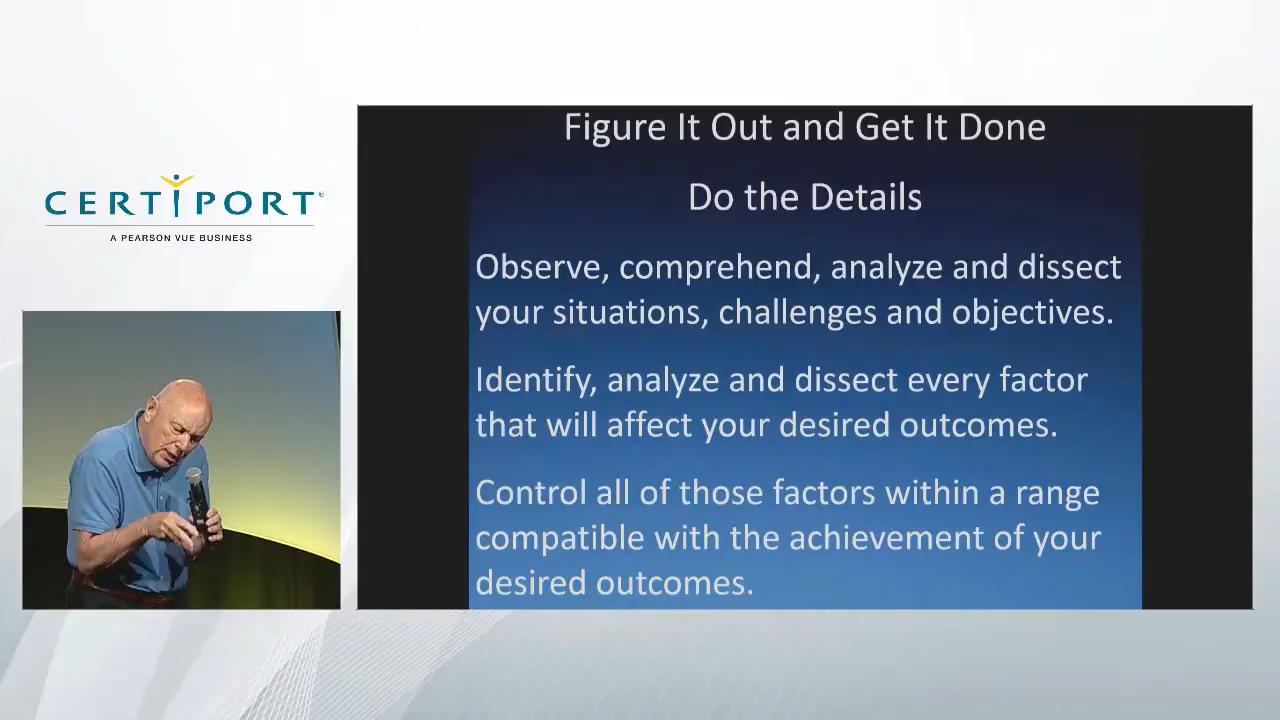 CERTIPORT®
A PEARSON VUE BUSINESS
Figure It Out and Get It Done
Do the Details
Observe, comprehend, analyze and dissect
your situations, challenges and objectives.
Identify, analyze and dissect every factor
that will affect your desired outcomes.
Control all of those factors within a range
compatible with the achievement of your
desired outcomes.